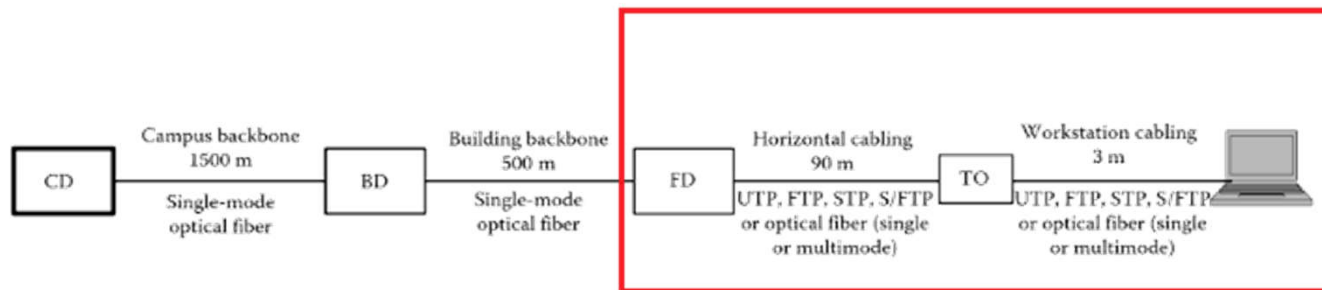 CD
Campus backbone
1500 m
Single-mode
optical fiber
BD
Building backbone
500 m
Single-mode
optical fiber
FD
Horizontal cabling
90 m
UTP, FTP, STP, S/FTP
or optical fiber (single
or multimode)
TO
Workstation cabling
3 m
UTP, FTP, STP, S/FTP
or optical fiber (single
or multimode)